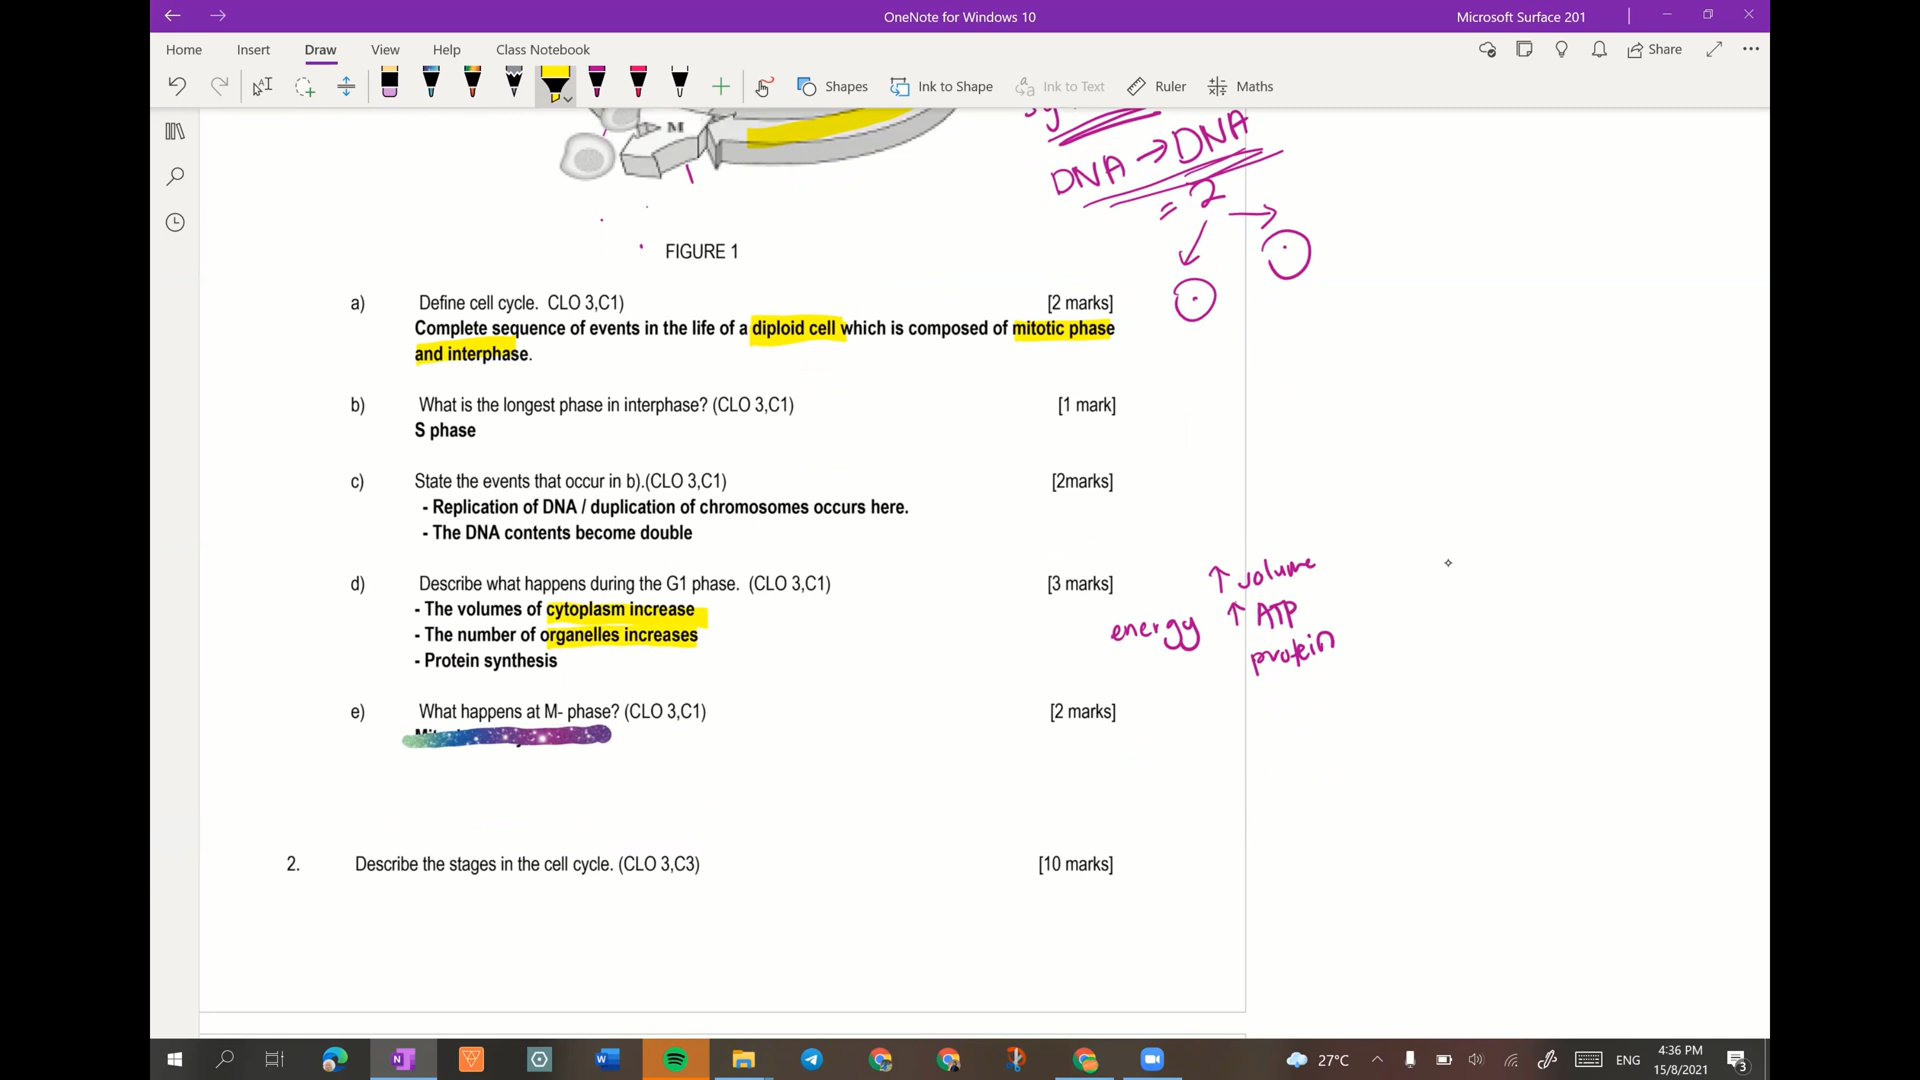 OneNote for Windows 10
Microsoft Surface 201
Home Insert Draw View Help Class Notebook
Share
Shapes Ink to Shape Ink to Text Ruler Maths
M
DNA → DNA
= 2
FIGURE 1
a) Define cell cycle. CLO 3,C1) [2 marks]
Complete sequence of events in the life of a diploid cell which is composed of mitotic phase
and interphase.
b) What is the longest phase in interphase? (CLO 3,C1) [1 mark]
S phase
c) State the events that occur in b).(CLO 3,C1) [2marks]
- Replication of DNA / duplication of chromosomes occurs here.
- The DNA contents become double
d) Describe what happens during the G1 phase. (CLO 3,C1) [3 marks]
- The volumes of cytoplasm increase
- The number of organelles increases
- Protein synthesis
↑ volume
energy ↑ ATP
protein
e) What happens at M- phase? (CLO 3,C1) [2 marks]
2. Describe the stages in the cell cycle. (CLO 3,C3) [10 marks]
27°C
ENG
4:36 PM
15/8/2021
3